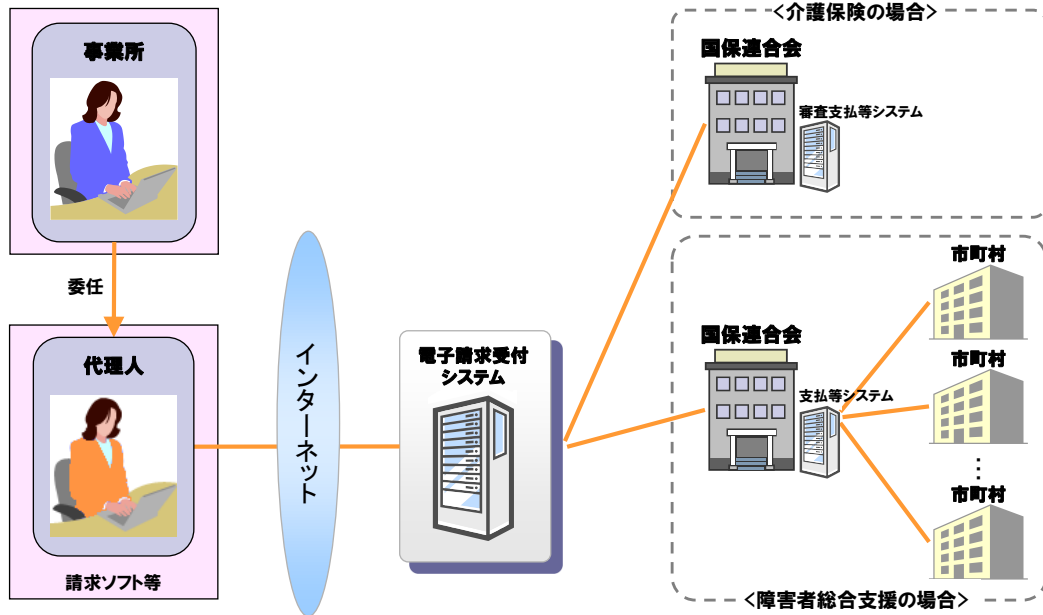 事業所
委任
代理人
請求ソフト等
インターネット
電子請求受付
システム
<介護保険の場合>
国保連合会
審査支払等システム
国保連合会
支払等システム
市町村
市町村
⋮
市町村
<障害者総合支援の場合>